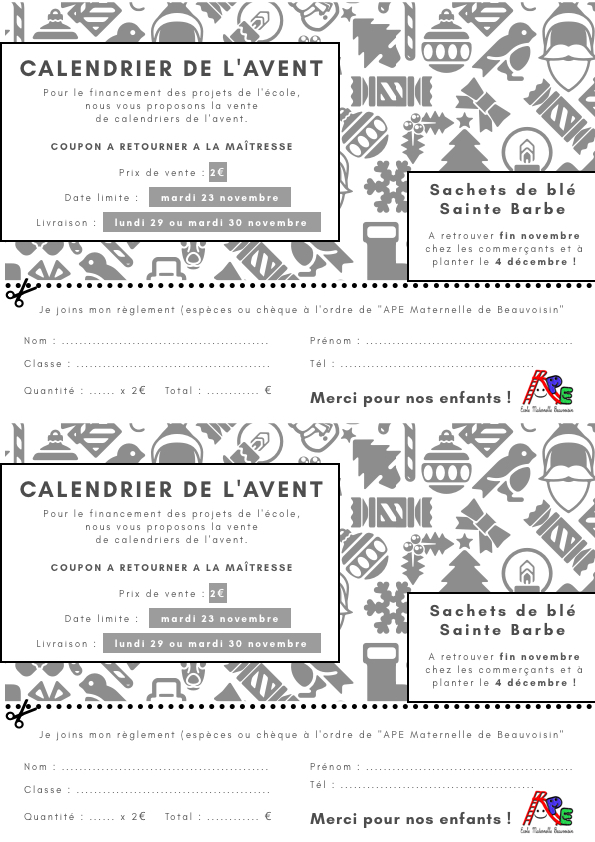 CALENDRIER DE L'AVENT
Pour le financement des projets de l'école,
nous vous proposons la vente
de calendriers de l'avent.
COUPON A RETOURNER A LA MAÎTRESSE
Prix de vente : 2€
Date limite : mardi 23 novembre
Livraison : lundi 29 ou mardi 30 novembre
Sachets de blé
Sainte Barbe
A retrouver fin novembre
chez les commerçants et à
planter le 4 décembre !
Je joins mon règlement (espèces ou chèque à l'ordre de "APE Maternelle de Beauvoisin"
Nom : ........................................
Prénom : ........................................
Classe : .....................................
Tél : .....................................
Quantité : ...... x 2€ Total : ............ €
Merci pour nos enfants !
APE
Ecole Maternelle Beauvoisin
CALENDRIER DE L'AVENT
Pour le financement des projets de l'école,
nous vous proposons la vente
de calendriers de l'avent.
COUPON A RETOURNER A LA MAÎTRESSE
Prix de vente : 2€
Date limite : mardi 23 novembre
Livraison : lundi 29 ou mardi 30 novembre
Sachets de blé
Sainte Barbe
A retrouver fin novembre
chez les commerçants et à
planter le 4 décembre !
Je joins mon règlement (espèces ou chèque à l'ordre de "APE Maternelle de Beauvoisin"
Nom : ........................................
Prénom : ........................................
Classe : .....................................
Tél : .....................................
Quantité : ...... x 2€ Total : ............ €
Merci pour nos enfants !
APE
Ecole Maternelle Beauvoisin